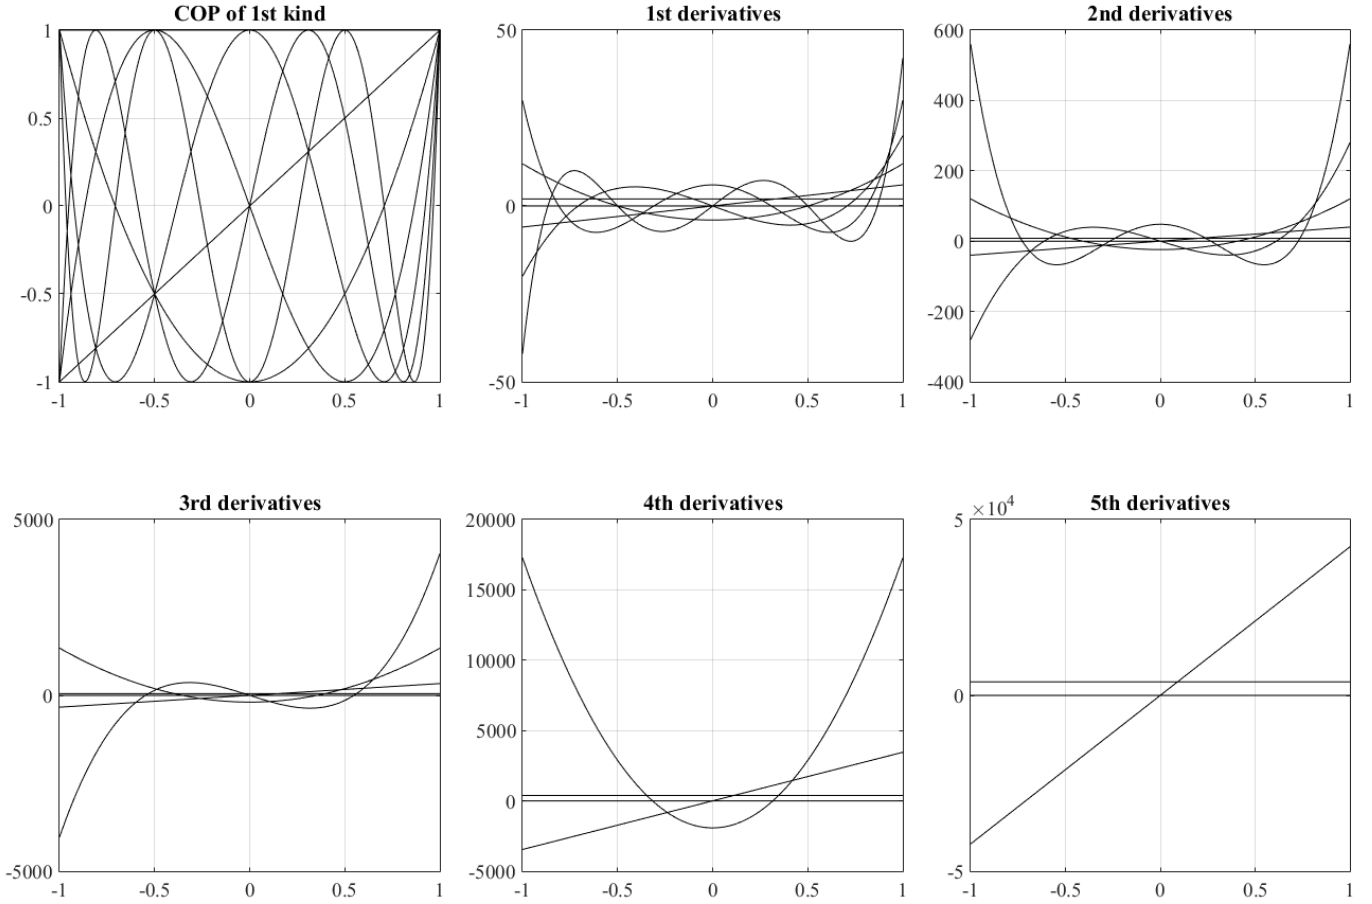 COP of 1st kind
1
0.5
0
-0.5
-1
-1 -0.5 0 0.5 1
1st derivatives
50
0
-50
-1 -0.5 0 0.5 1
2nd derivatives
600
400
200
0
-200
-400
-1 -0.5 0 0.5 1
3rd derivatives
5000
0
-5000
-1 -0.5 0 0.5 1
4th derivatives
20000
15000
10000
5000
0
-5000
-1 -0.5 0 0.5 1
5th derivatives
×10⁴
5
0
-5
-1 -0.5 0 0.5 1